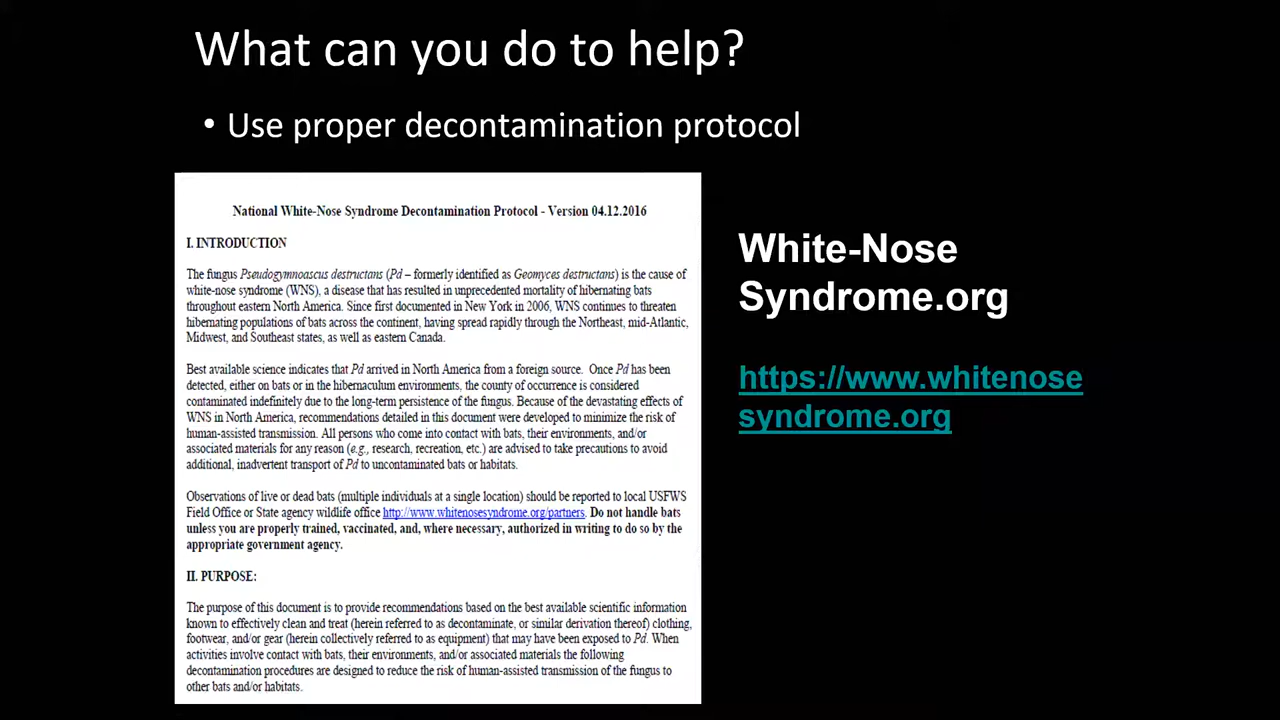 What can you do to help?
• Use proper decontamination protocol
National White-Nose Syndrome Decontamination Protocol - Version 04.12.2016
I. INTRODUCTION
The fungus Pseudogymnoascus destructans (Pd – formerly identified as Geomyces destructans) is the cause of
white-nose syndrome (WNS), a disease that has resulted in unprecedented mortality of hibernating bats
throughout eastern North America. Since first documented in New York in 2006, WNS continues to threaten
hibernating populations of bats across the continent, having spread rapidly through the Northeast, mid-Atlantic,
Midwest, and Southeast states, as well as eastern Canada.
Best available science indicates that Pd arrived in North America from a foreign source. Once Pd has been
detected, either on bats or in the hibernaculum environments, the county of occurrence is considered
contaminated indefinitely due to the long-term persistence of the fungus. Because of the devastating effects of
WNS in North America, recommendations detailed in this document were developed to minimize the risk of
human-assisted transmission. All persons who come into contact with bats, their environments, and/or
associated materials for any reason (e.g., research, recreation, etc.) are advised to take precautions to avoid
additional, inadvertent transport of Pd to uncontaminated bats or habitats.
Observations of live or dead bats (multiple individuals at a single location) should be reported to local USFWS
Field Office or State agency wildlife office http://www.whitenosesyndrome.org/partners. Do not handle bats
unless you are properly trained, vaccinated, and, where necessary, authorized in writing to do so by the
appropriate government agency.
II. PURPOSE:
The purpose of this document is to provide recommendations based on the best available scientific information
known to effectively clean and treat (herein referred to as decontaminate, or similar derivation thereof) clothing,
footwear, and/or gear (herein collectively referred to as equipment) that may have been exposed to Pd. When
activities involve contact with bats, their environments, and/or associated materials the following
decontamination procedures are designed to reduce the risk of human-assisted transmission of the fungus to
other bats and/or habitats.
White-Nose
Syndrome.org
https://www.whitenose
syndrome.org